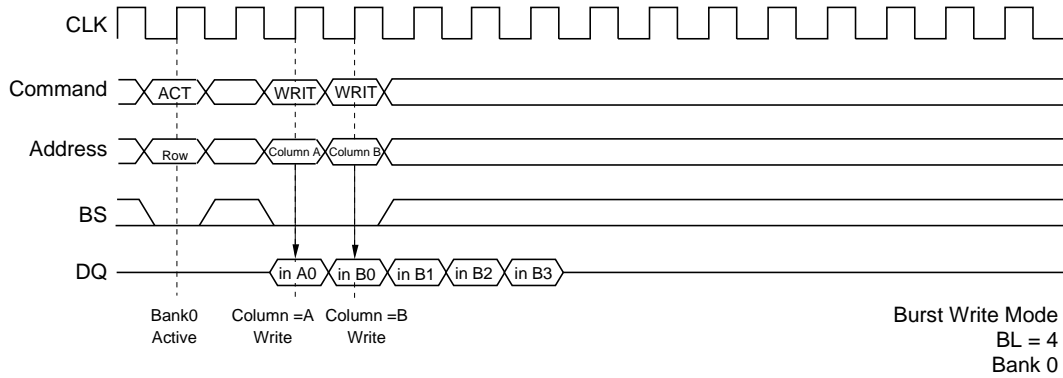 CLK
Command ACT WRIT WRIT
Address Row Column A Column B
BS
DQ in A0 in B0 in B1 in B2 in B3
Bank0 Column =A Column =B
Active Write Write
Burst Write Mode
BL = 4
Bank 0